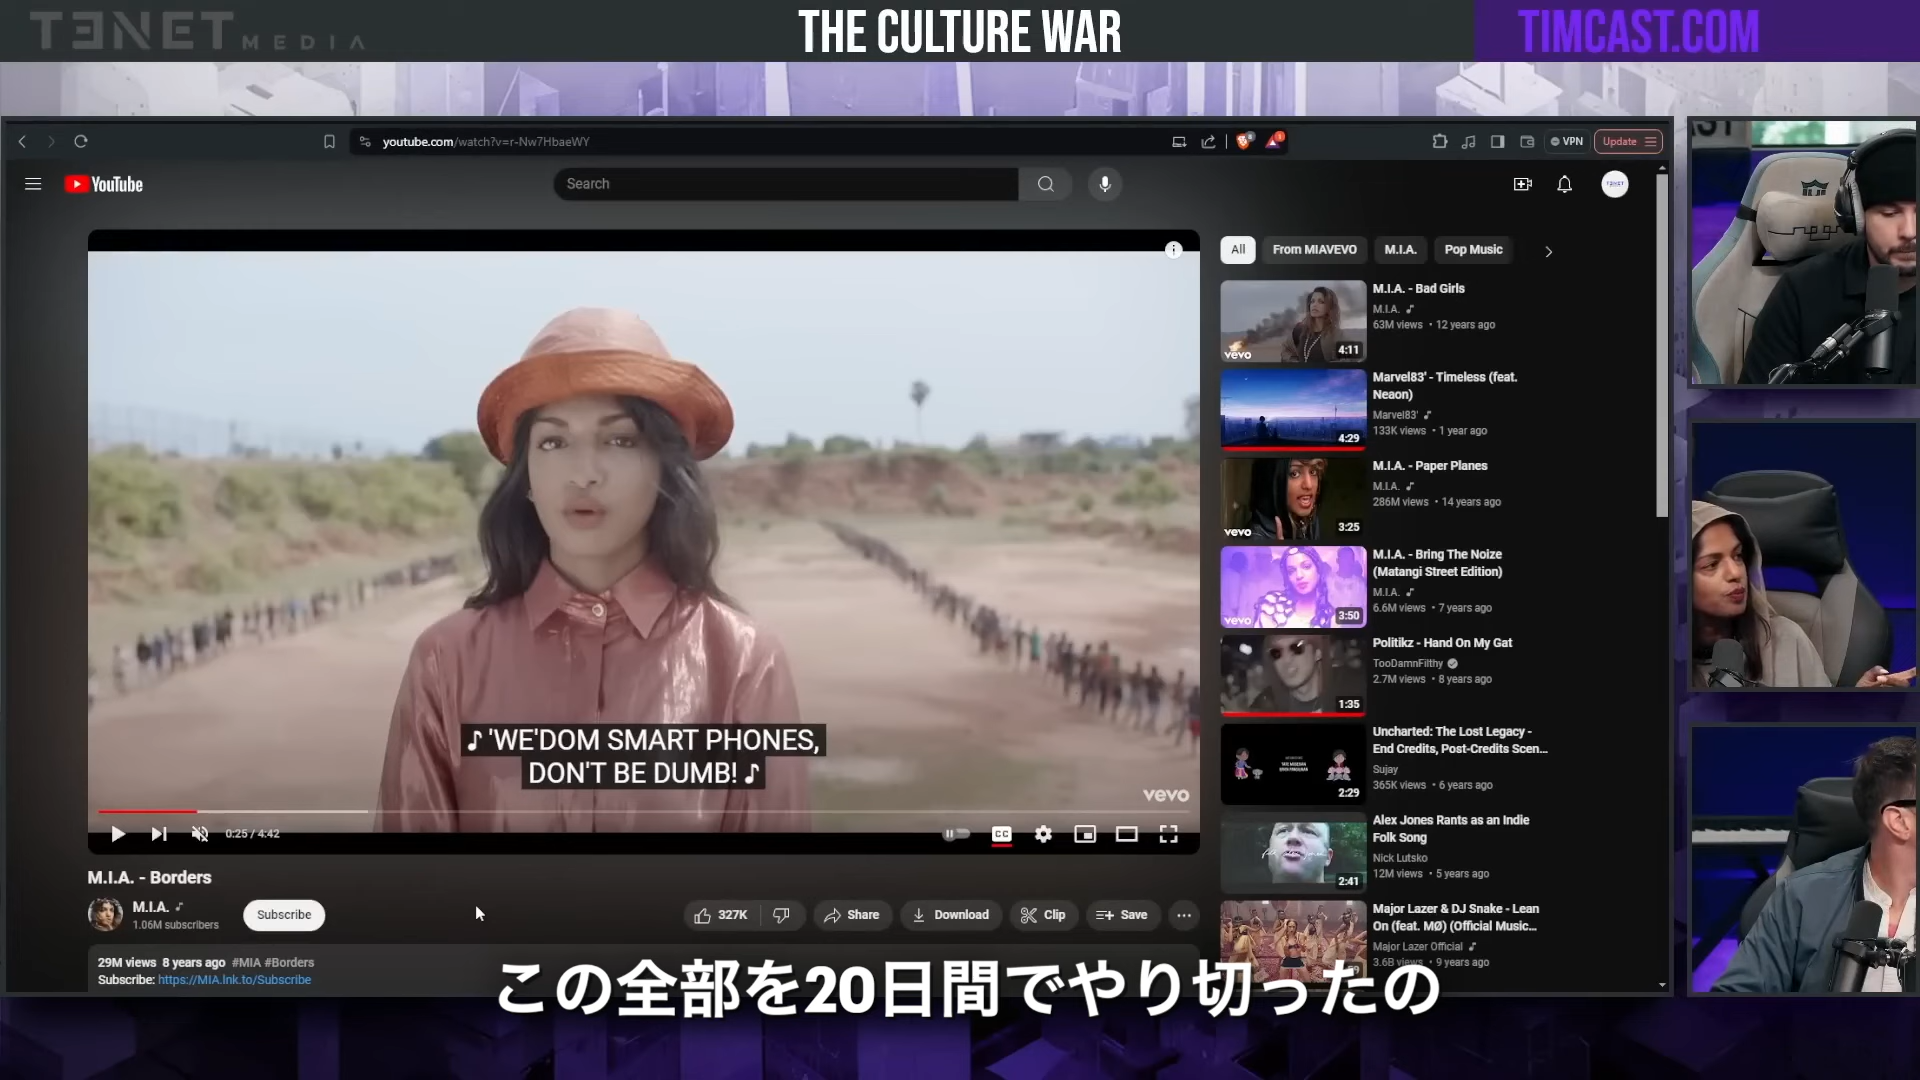 TENET MEDIA
THE CULTURE WAR
TIMCAST.COM
youtube.com/watch?v=r-Nw7HbaeWY
VPN
Update
YouTube
Search
♪ 'WE'DOM SMART PHONES,
DON'T BE DUMB! ♪
vevo
0:25 / 4:42
CC
M.I.A. - Borders
M.I.A. ♪
1.06M subscribers
Subscribe
327K
Share
Download
Clip
Save
29M views 8 years ago #MIA #Borders
Subscribe: https://MIA.lnk.to/Subscribe
All
From MIAVEVO
M.I.A.
Pop Music
vevo
4:11
M.I.A. - Bad Girls
M.I.A. ♪
63M views • 12 years ago
4:29
Marvel83' - Timeless (feat.
Neaon)
Marvel83' ♪
133K views • 1 year ago
vevo
3:25
M.I.A. - Paper Planes
M.I.A. ♪
286M views • 14 years ago
vevo
3:50
M.I.A. - Bring The Noize
(Matangi Street Edition)
M.I.A. ♪
6.6M views • 7 years ago
1:35
Politikz - Hand On My Gat
TooDamnFilthy
2.7M views • 8 years ago
2:29
Uncharted: The Lost Legacy -
End Credits, Post-Credits Scen...
Sujay
365K views • 6 years ago
2:41
Alex Jones Rants as an Indie
Folk Song
Nick Lutsko
12M views • 5 years ago
Major Lazer & DJ Snake - Lean
On (feat. MØ) (Official Music...
Major Lazer Official ♪
3.6B views • 9 years ago
この全部を20日間でやり切ったの